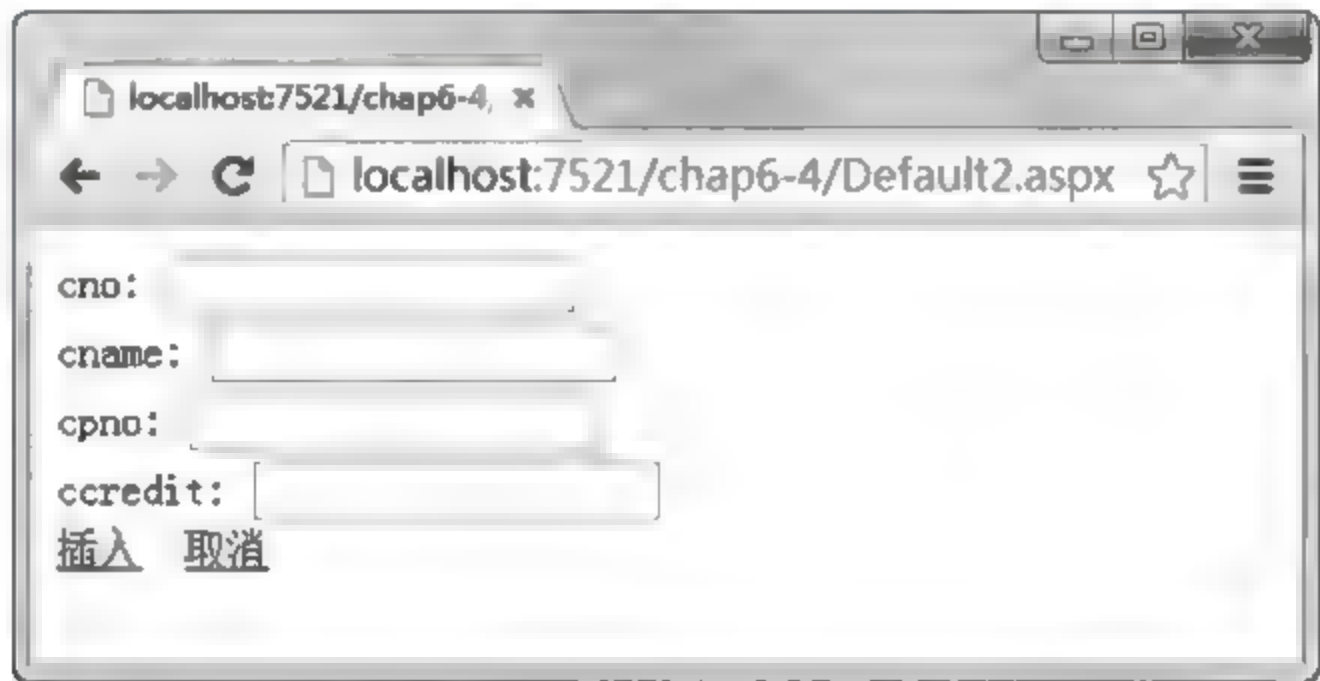 localhost:7521/chap6-4,
localhost:7521/chap6-4/Default2.aspx
cno:
cname:
cpno:
ccredit:
插入 取消